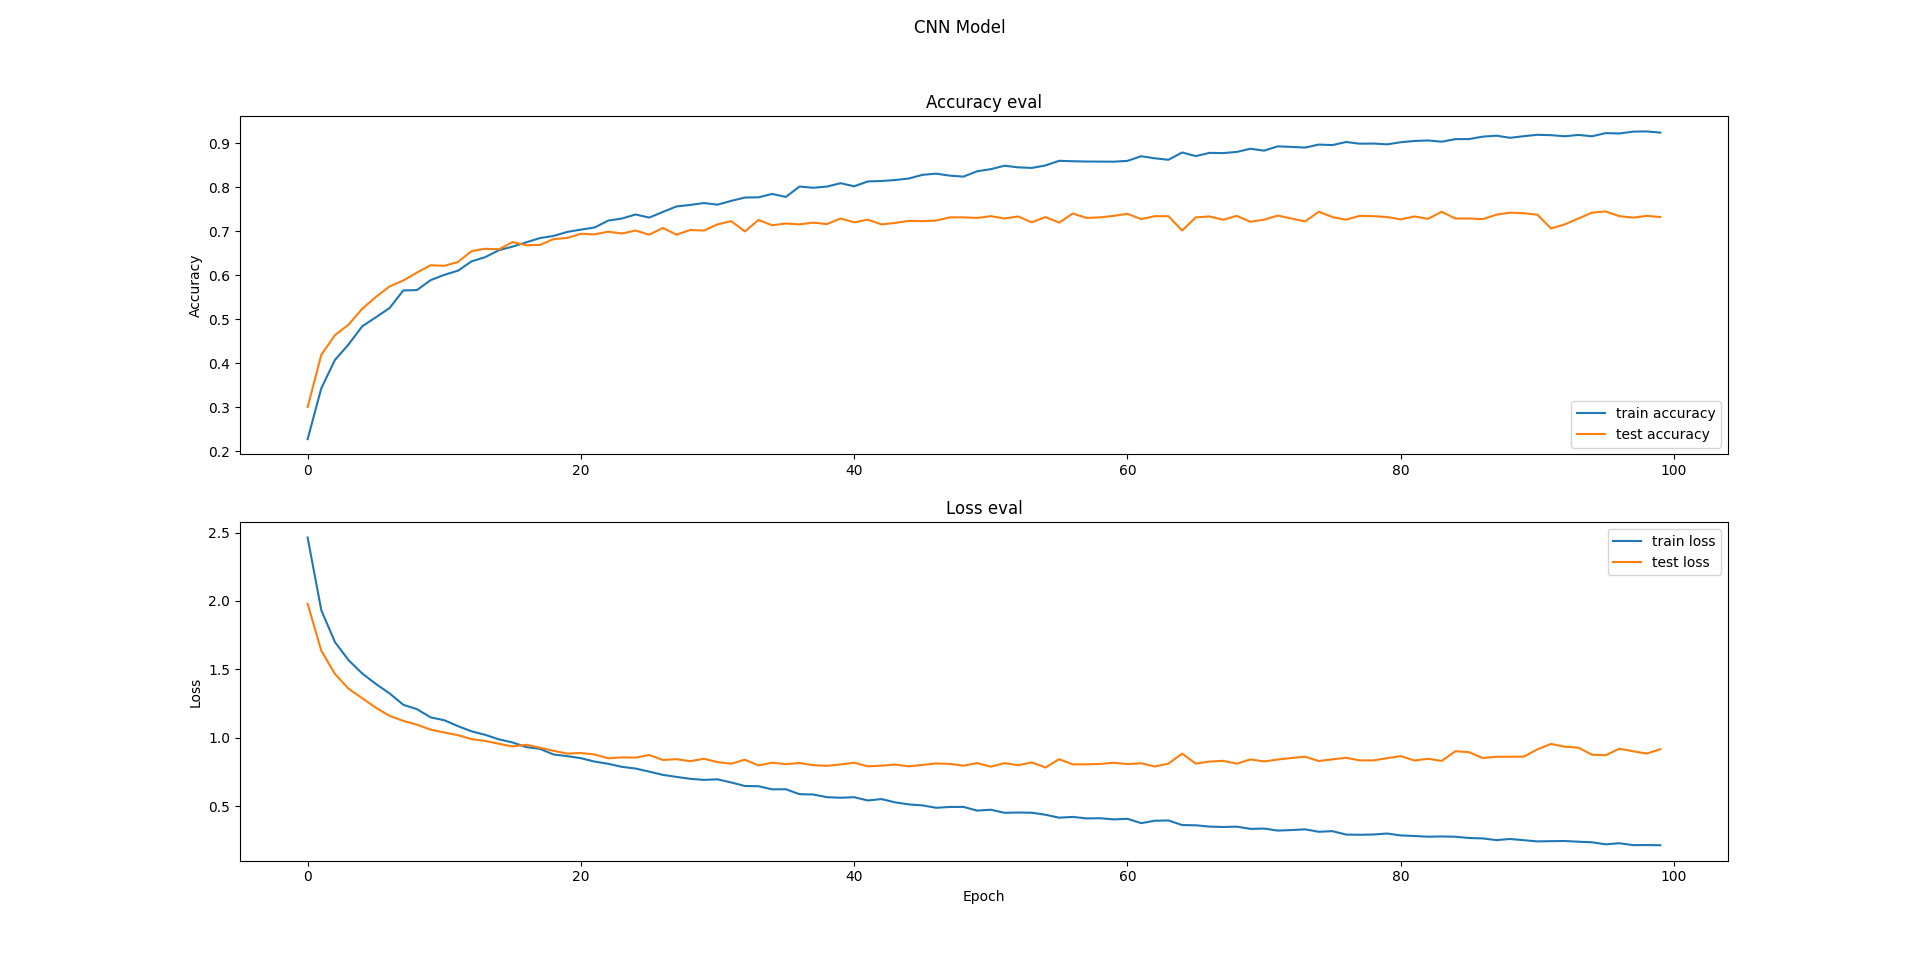 CNN Model
Accuracy eval
Accuracy
0.9
0.8
0.7
0.6
0.5
0.4
0.3
0.2
train accuracy
test accuracy
0 20 40 60 80 100
Loss eval
Loss
2.5
2.0
1.5
1.0
0.5
train loss
test loss
0 20 40 60 80 100
Epoch